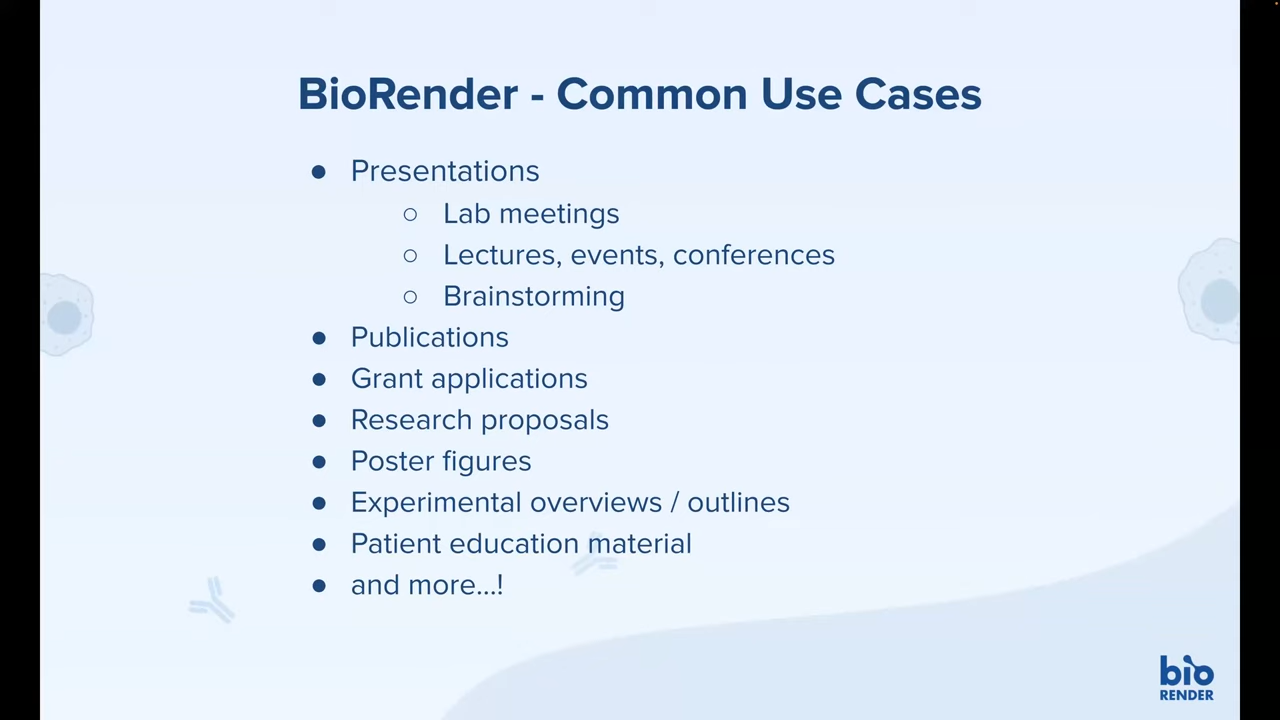 BioRender - Common Use Cases
● Presentations
○ Lab meetings
○ Lectures, events, conferences
○ Brainstorming
● Publications
● Grant applications
● Research proposals
● Poster figures
● Experimental overviews / outlines
● Patient education material
● and more...!
bio
RENDER